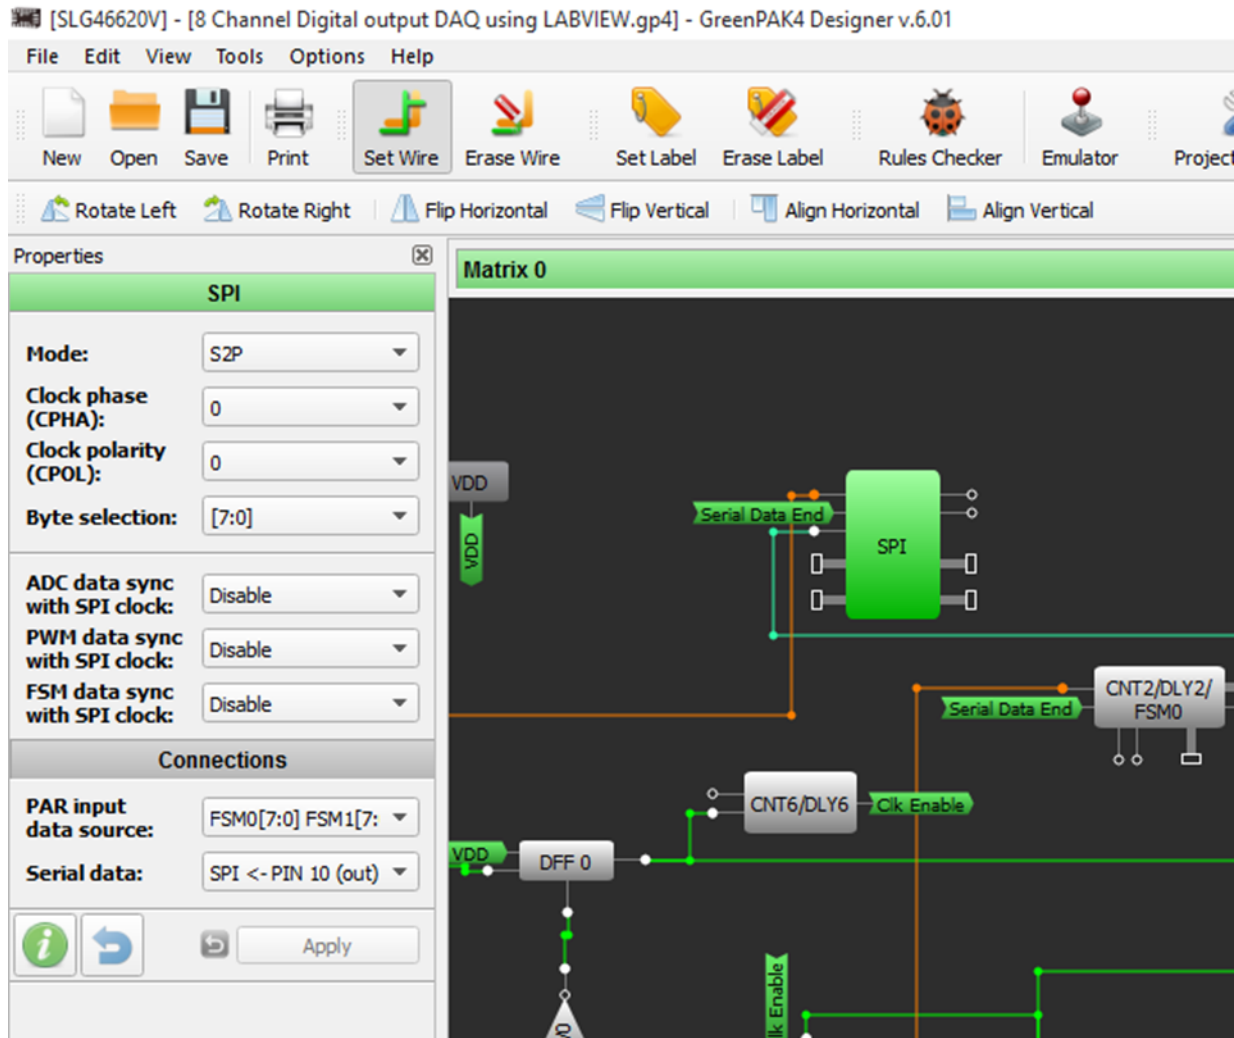 [SLG46620V] - [8 Channel Digital output DAQ using LABVIEW.gp4] - GreenPAK4 Designer v.6.01
File Edit View Tools Options Help
New Open Save Print Set Wire Erase Wire Set Label Erase Label Rules Checker Emulator Project
Rotate Left Rotate Right Flip Horizontal Flip Vertical Align Horizontal Align Vertical
Properties
SPI
Mode: S2P
Clock phase
(CPHA): 0
Clock polarity
(CPOL): 0
Byte selection: [7:0]
ADC data sync
with SPI clock: Disable
PWM data sync
with SPI clock: Disable
FSM data sync
with SPI clock: Disable
Connections
PAR input
data source: FSM0[7:0] FSM1[7:
Serial data: SPI <- PIN 10 (out)
Apply
Matrix 0
VDD
VDD
Serial Data End
SPI
Serial Data End
CNT2/DLY2/
FSM0
CNT6/DLY6
Clk Enable
VDD
DFF 0
lk Enable